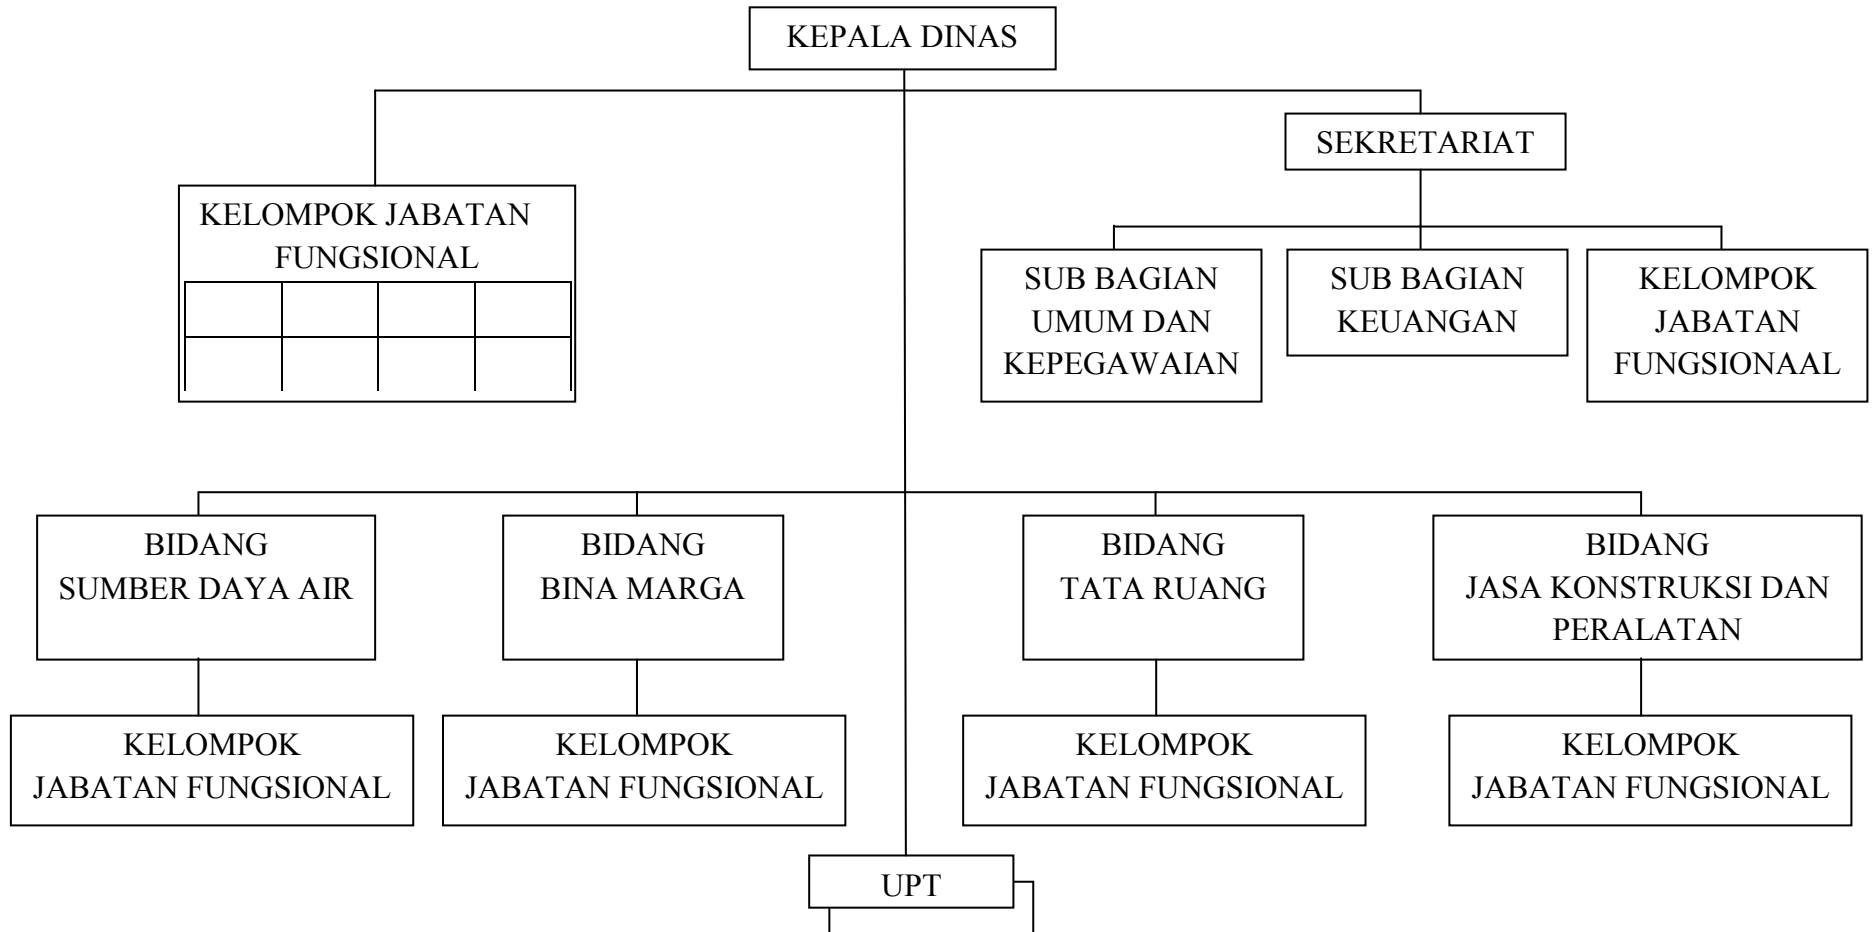 KEPALA DINAS
SEKRETARIAT
KELOMPOK JABATAN
FUNGSIONAL
SUB BAGIAN
UMUM DAN
KEPEGAWAIAN
SUB BAGIAN
KEUANGAN
KELOMPOK
JABATAN
FUNGSIONAAL
BIDANG
SUMBER DAYA AIR
BIDANG
BINA MARGA
BIDANG
TATA RUANG
BIDANG
JASA KONSTRUKSI DAN
PERALATAN
KELOMPOK
JABATAN FUNGSIONAL
KELOMPOK
JABATAN FUNGSIONAL
KELOMPOK
JABATAN FUNGSIONAL
KELOMPOK
JABATAN FUNGSIONAL
UPT